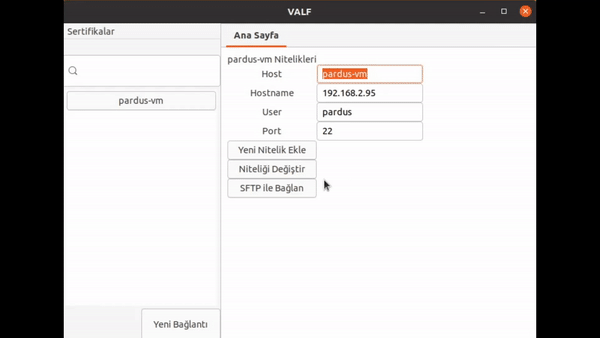 VALF
Sertifikalar
pardus-vm
Yeni Bağlantı
Ana Sayfa
pardus-vm Nitelikleri
Host pardus-vm
Hostname 192.168.2.95
User pardus
Port 22
Yeni Nitelik Ekle
Niteliği Değiştir
SFTP ile Bağlan